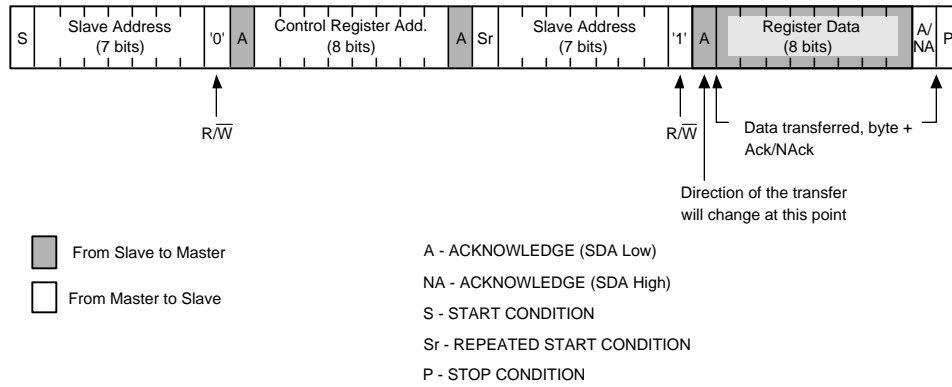 S Slave Address (7 bits) '0' A Control Register Add. (8 bits) A Sr Slave Address (7 bits) '1' A Register Data (8 bits) A/NA P
R/W̅
R/W̅
Data transferred, byte +
Ack/NAck
Direction of the transfer
will change at this point
From Slave to Master
From Master to Slave
A - ACKNOWLEDGE (SDA Low)
NA - ACKNOWLEDGE (SDA High)
S - START CONDITION
Sr - REPEATED START CONDITION
P - STOP CONDITION